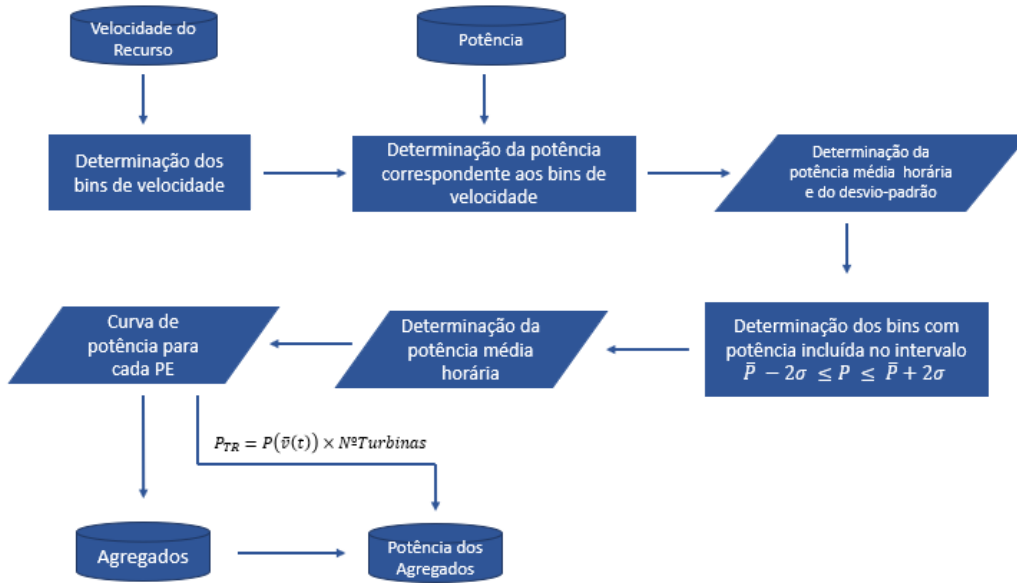 Velocidade do
Recurso
Potência
Determinação dos
bins de velocidade
Determinação da potência
correspondente aos bins de
velocidade
Determinação da
potência média horária
e do desvio-padrão
Curva de
potência para
cada PE
Determinação da
potência média
horária
Determinação dos bins com
potência incluída no intervalo
P̄ − 2σ ≤ P ≤ P̄ + 2σ
P_TR = P(v̄(t)) × NºTurbinas
Agregados
Potência dos
Agregados